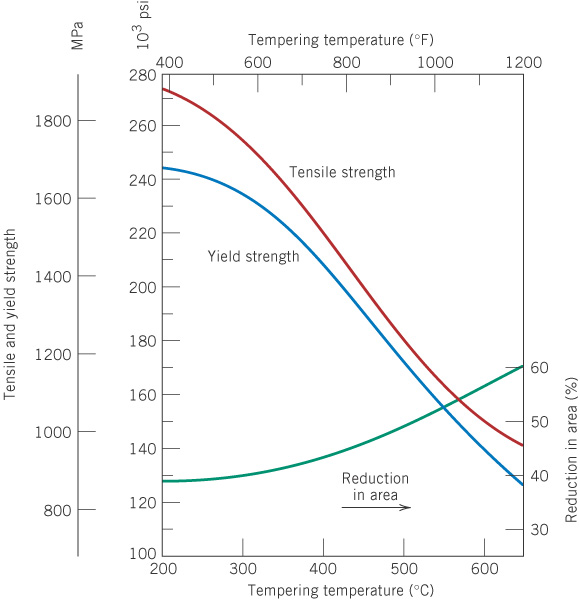 MPa
10³ psi
Tempering temperature (°F)
400 600 800 1000 1200
280
260
240
220
200
180
160
140
120
100
1800
1600
1400
1200
1000
800
Tensile and yield strength
Tensile strength
Yield strength
Reduction
in area
60
50
40
30
Reduction in area (%)
200 300 400 500 600
Tempering temperature (°C)